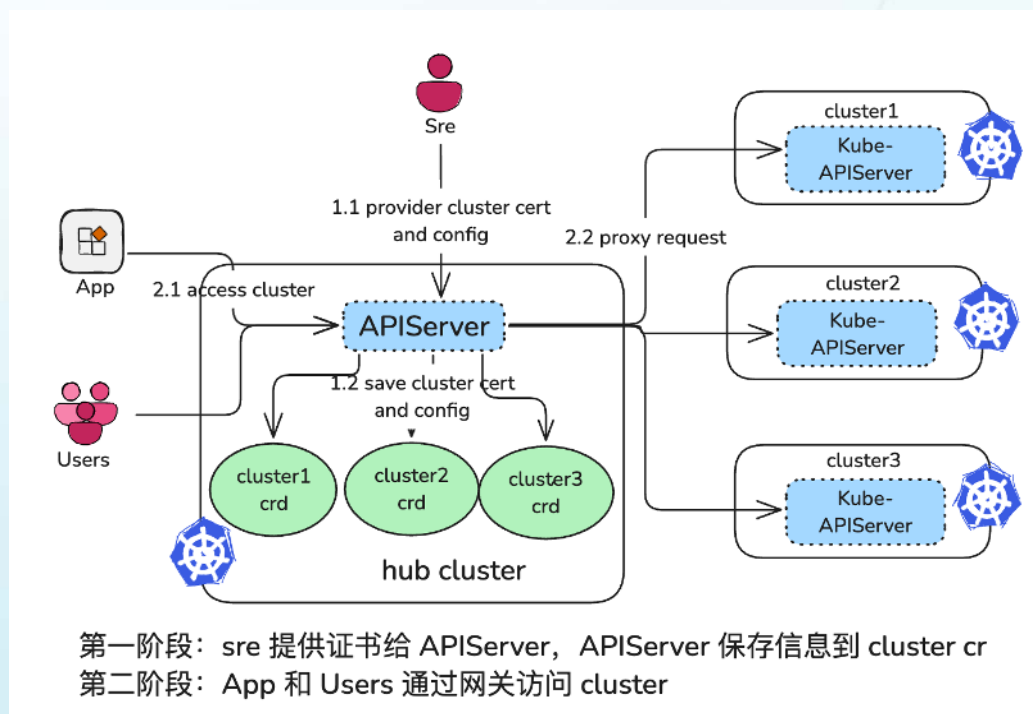 Sre
cluster1
Kube-
APIServer
1.1 provider cluster cert
and config
2.2 proxy request
App
2.1 access cluster
cluster2
APIServer
Kube-
APIServer
1.2 save cluster cert
and config
Users
cluster3
cluster1
crd
cluster2
crd
cluster3
crd
Kube-
APIServer
hub cluster
第一阶段：sre 提供证书给 APIServer，APIServer 保存信息到 cluster cr
第二阶段：App 和 Users 通过网关访问 cluster